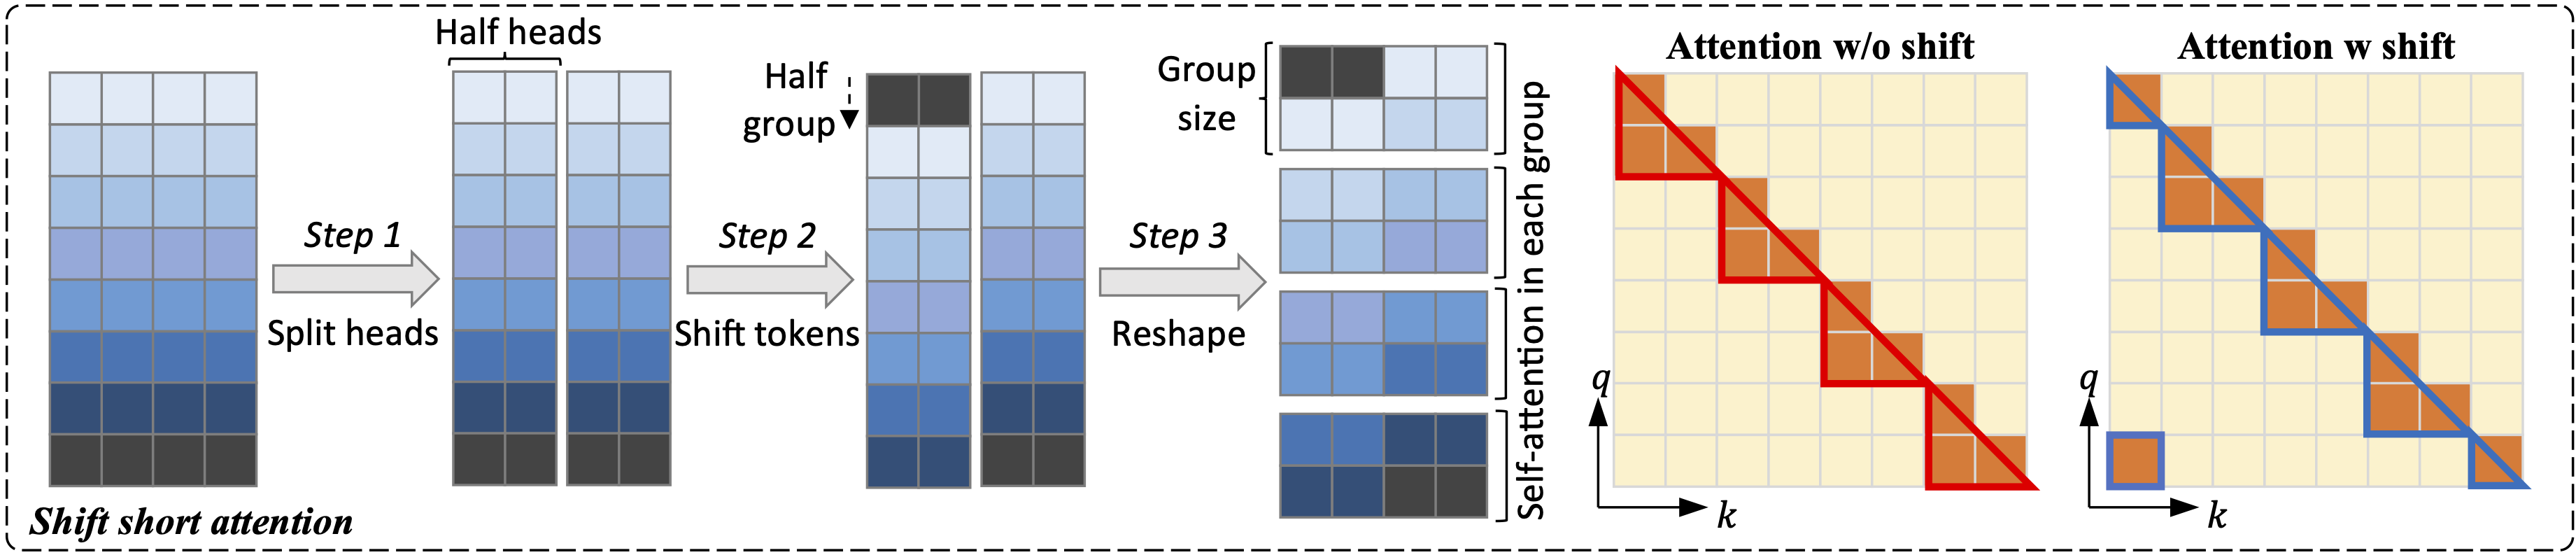 Half heads
Step 1
Split heads
Half
group
Step 2
Shift tokens
Step 3
Reshape
Group
size
Self-attention in each group
Attention w/o shift
q
k
Attention w shift
q
k
Shift short attention